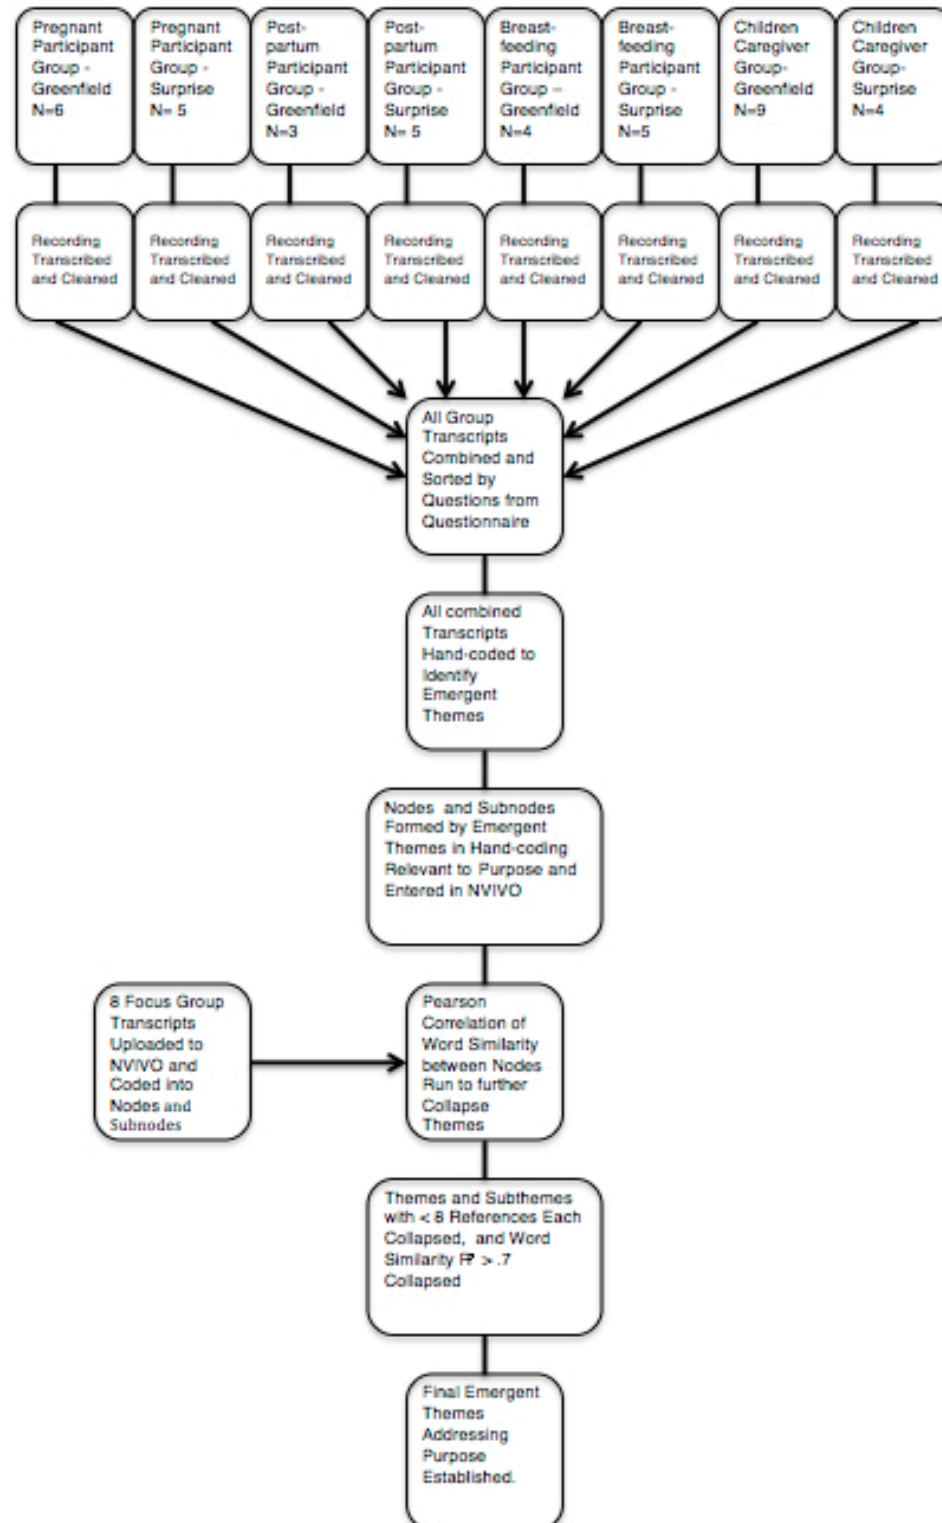 Pregnant
Participant
Group -
Greenfield
N=6
Pregnant
Participant
Group -
Surprise
N= 5
Post-
partum
Participant
Group -
Greenfield
N=3
Post-
partum
Participant
Group -
Surprise
N= 5
Breast-
feeding
Participant
Group –
Greenfield
N=4
Breast-
feeding
Participant
Group -
Surprise
N=5
Children
Caregiver
Group-
Greenfield
N=9
Children
Caregiver
Group-
Surprise
N=4
Recording
Transcribed
and Cleaned
Recording
Transcribed
and Cleaned
Recording
Transcribed
and Cleaned
Recording
Transcribed
and Cleaned
Recording
Transcribed
and Cleaned
Recording
Transcribed
and Cleaned
Recording
Transcribed
and Cleaned
Recording
Transcribed
and Cleaned
All Group
Transcripts
Combined and
Sorted by
Questions from
Questionnaire
All combined
Transcripts
Hand-coded to
Identify
Emergent
Themes
Nodes and Subnodes
Formed by Emergent
Themes in Hand-coding
Relevant to Purpose and
Entered in NVIVO
8 Focus Group
Transcripts
Uploaded to
NVIVO and
Coded into
Nodes and
Subnodes
Pearson
Correlation of
Word Similarity
between Nodes
Run to further
Collapse
Themes
Themes and Subthemes
with < 8 References Each
Collapsed, and Word
Similarity > .7
Collapsed
Final Emergent
Themes
Addressing
Purpose
Established.